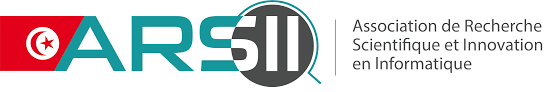 ARSII
Association de Recherche
Scientifique et Innovation
en Informatique